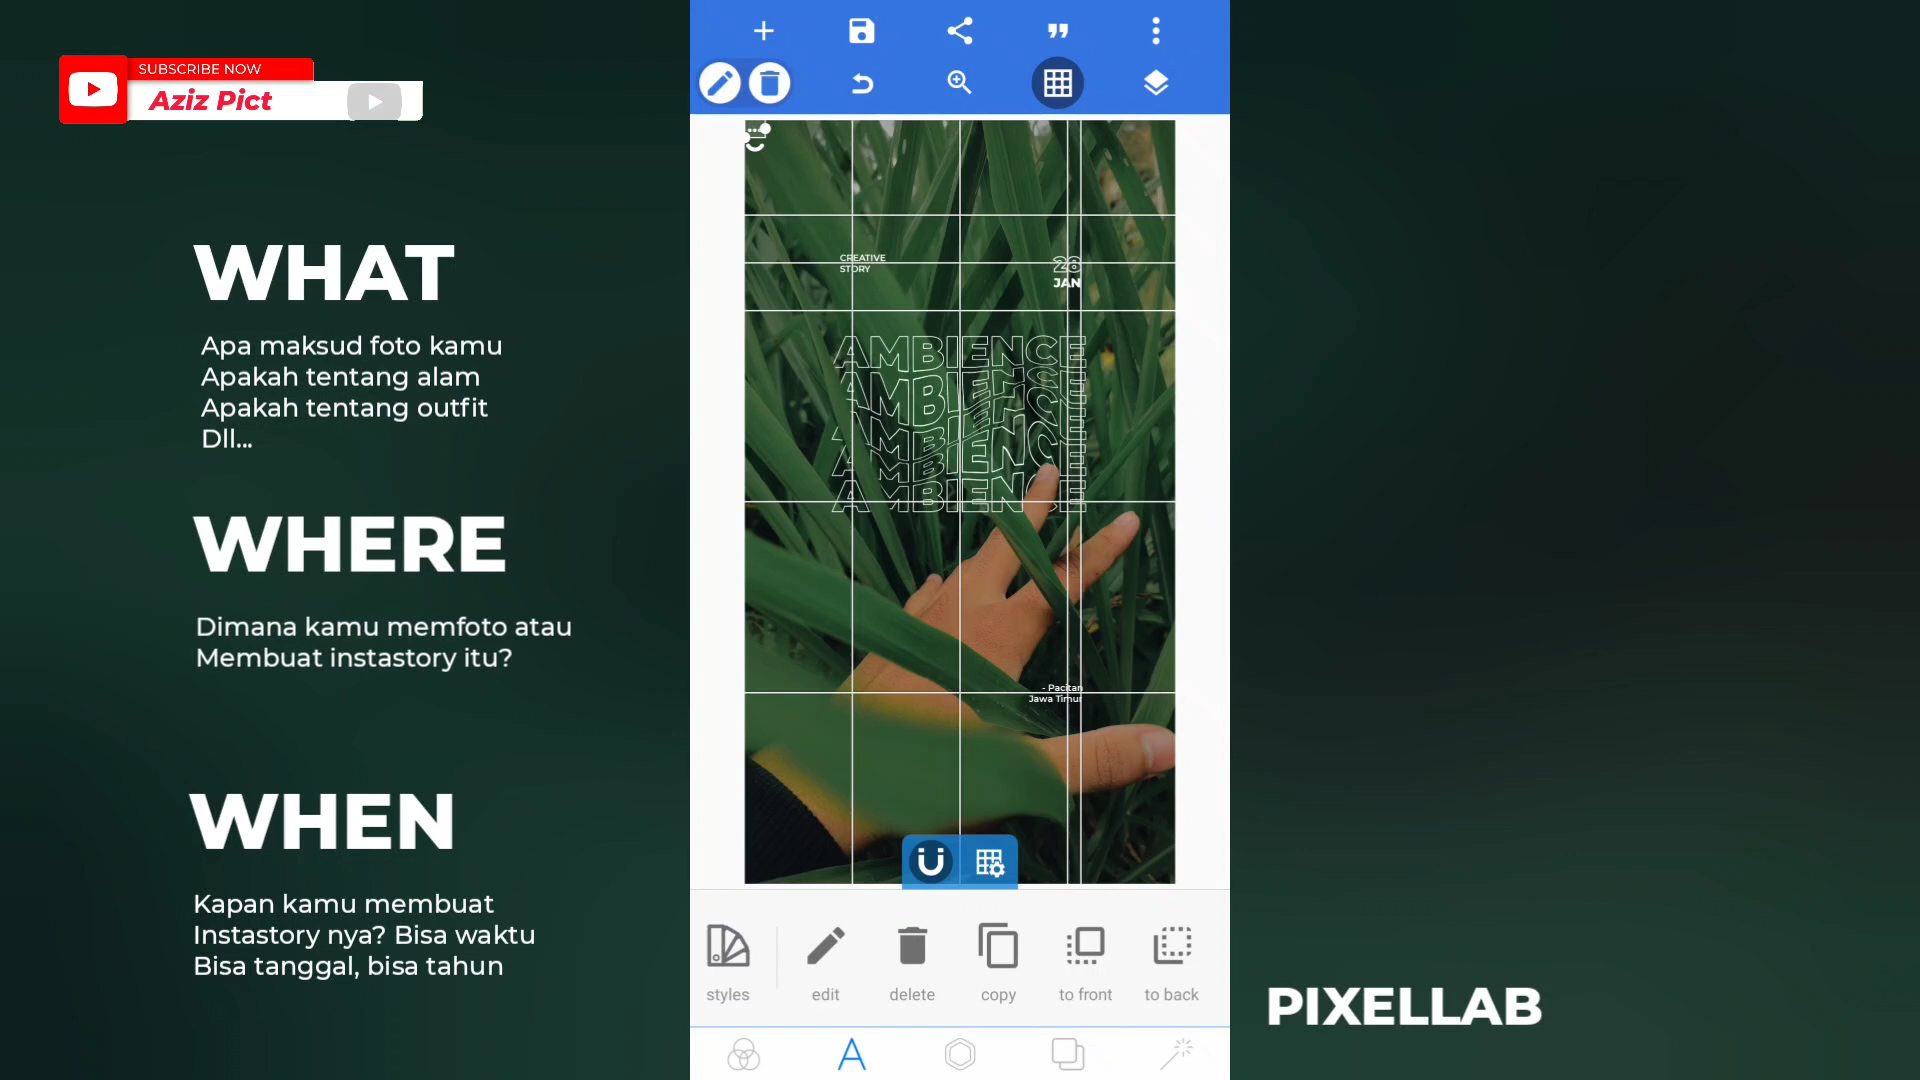 SUBSCRIBE NOW
Aziz Pict
WHAT
Apa maksud foto kamu
Apakah tentang alam
Apakah tentang outfit
Dll...
WHERE
Dimana kamu memfoto atau
Membuat instastory itu?
WHEN
Kapan kamu membuat
Instastory nya? Bisa waktu
Bisa tanggal, bisa tahun
CREATIVE
STORY
28
JAN
AMBIENCE
AMBIENCE
AMBIENCE
AMBIENCE
AMBIENCE
- Pacitan
Jawa Timur
styles
edit
delete
copy
to front
to back
PIXELLAB